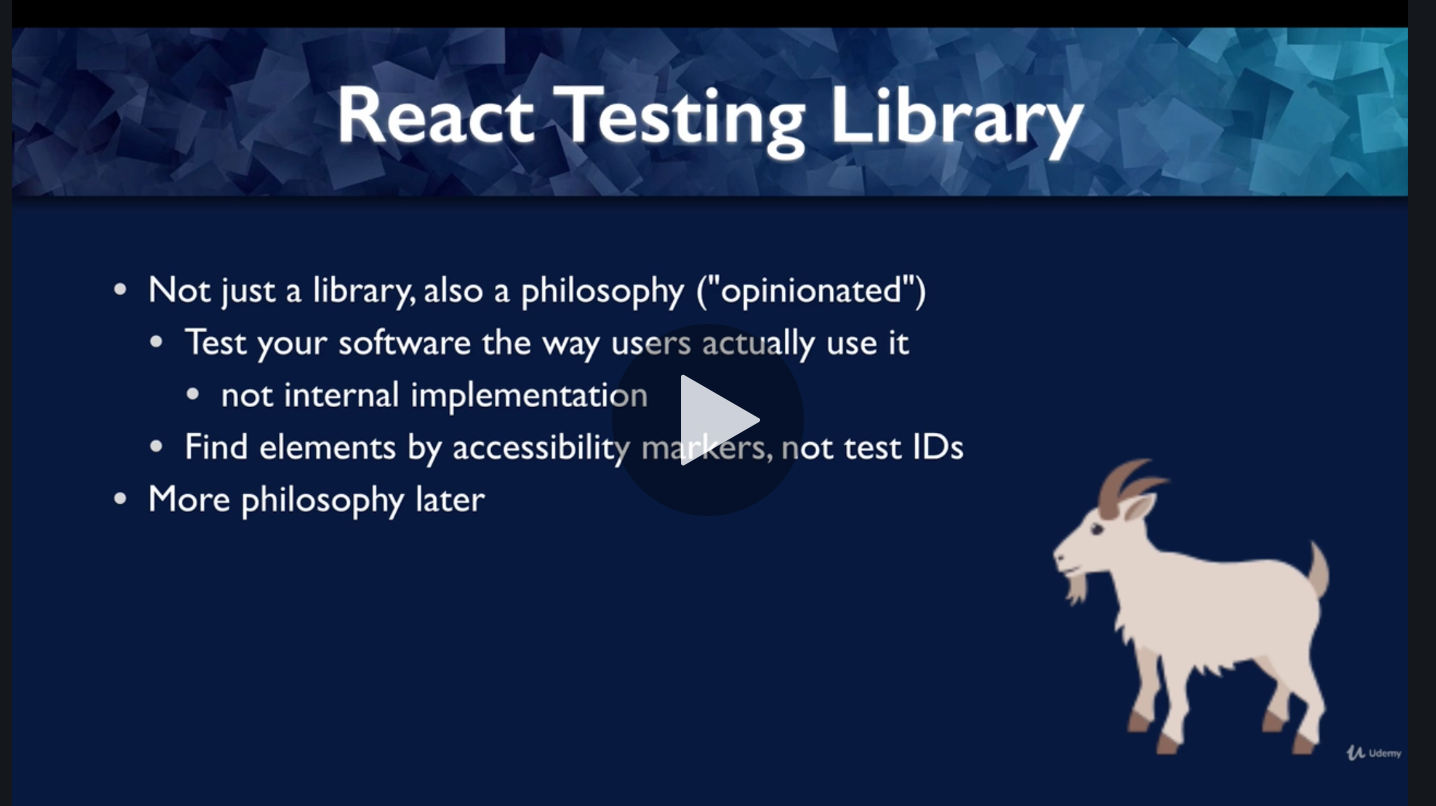 React Testing Library
• Not just a library, also a philosophy ("opinionated")
• Test your software the way users actually use it
• not internal implementation
• Find elements by accessibility markers, not test IDs
• More philosophy later
Udemy